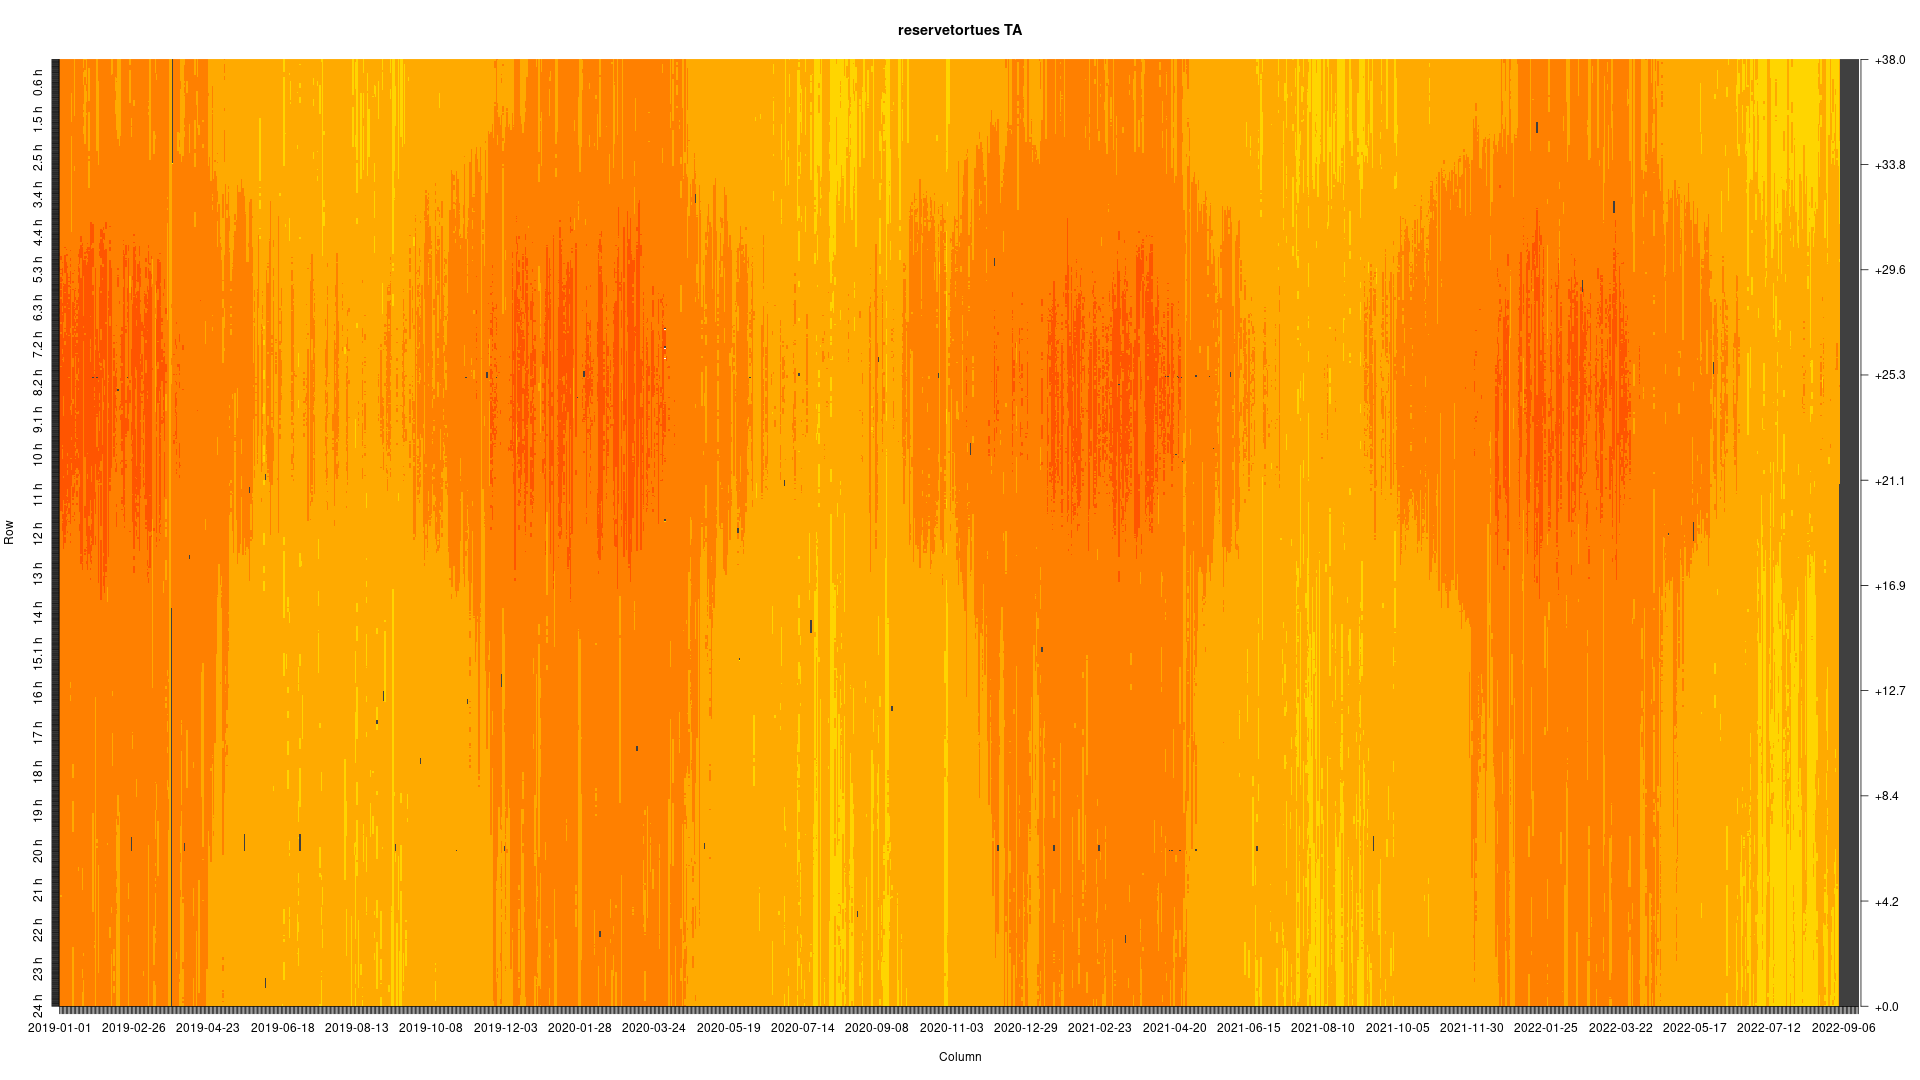 reservetortues TA
Row
0.6 h
1.5 h
2.5 h
3.4 h
4.4 h
5.3 h
6.3 h
7.2 h
8.2 h
9.1 h
10 h
11 h
12 h
13 h
14 h
15.1 h
16 h
17 h
18 h
19 h
20 h
21 h
22 h
23 h
24 h
+38.0
+33.8
+29.6
+25.3
+21.1
+16.9
+12.7
+8.4
+4.2
+0.0
2019-01-01 2019-02-26 2019-04-23 2019-06-18 2019-08-13 2019-10-08 2019-12-03 2020-01-28 2020-03-24 2020-05-19 2020-07-14 2020-09-08 2020-11-03 2020-12-29 2021-02-23 2021-04-20 2021-06-15 2021-08-10 2021-10-05 2021-11-30 2022-01-25 2022-03-22 2022-05-17 2022-07-12 2022-09-06
Column